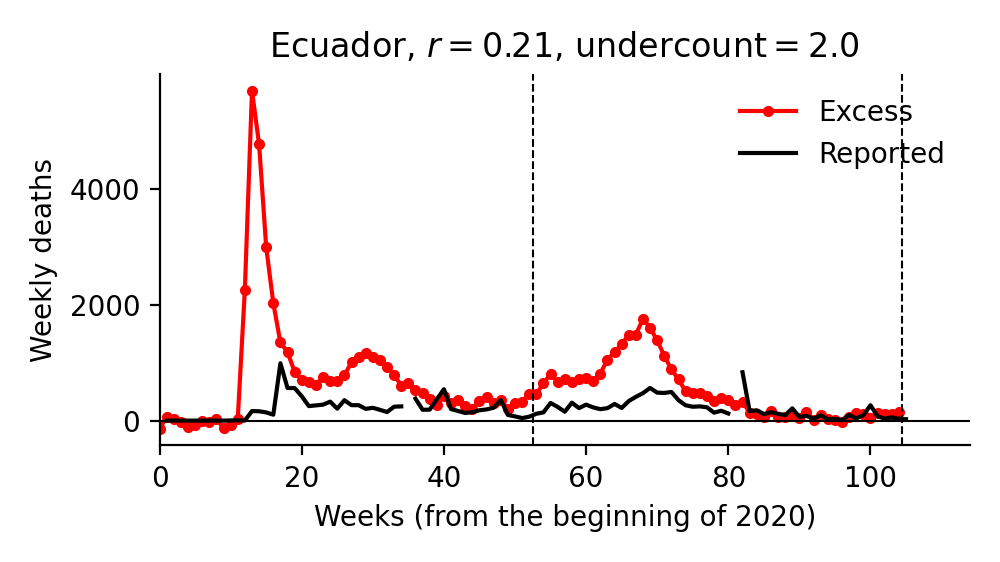 Ecuador, r = 0.21, undercount = 2.0
Excess
Reported
Weekly deaths
4000
2000
0
0 20 40 60 80 100
Weeks (from the beginning of 2020)